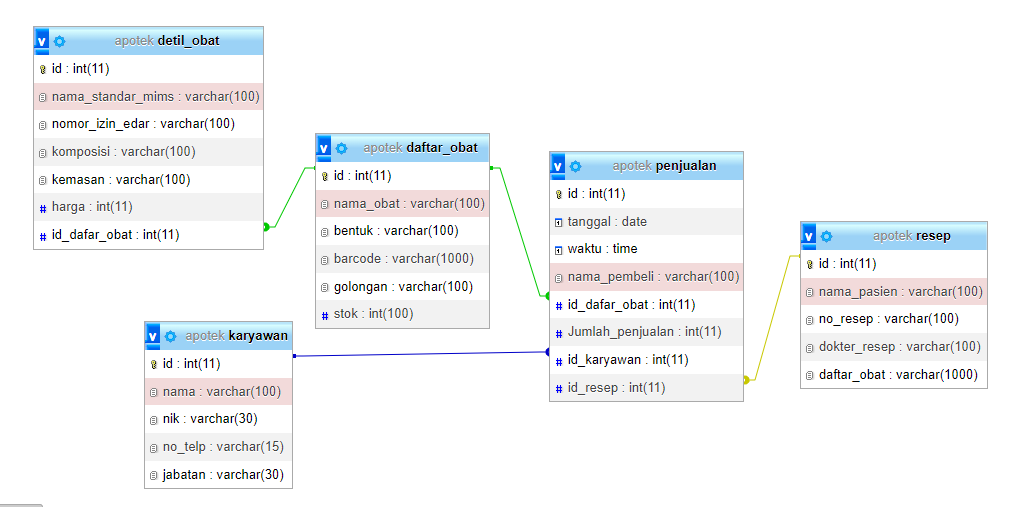 apotek detil_obat
id : int(11)
nama_standar_mims : varchar(100)
nomor_izin_edar : varchar(100)
komposisi : varchar(100)
kemasan : varchar(100)
harga : int(11)
id_dafar_obat : int(11)
apotek daftar_obat
id : int(11)
nama_obat : varchar(100)
bentuk : varchar(100)
barcode : varchar(1000)
golongan : varchar(100)
stok : int(100)
apotek karyawan
id : int(11)
nama : varchar(100)
nik : varchar(30)
no_telp : varchar(15)
jabatan : varchar(30)
apotek penjualan
id : int(11)
tanggal : date
waktu : time
nama_pembeli : varchar(100)
id_dafar_obat : int(11)
Jumlah_penjualan : int(11)
id_karyawan : int(11)
id_resep : int(11)
apotek resep
id : int(11)
nama_pasien : varchar(100)
no_resep : varchar(100)
dokter_resep : varchar(100)
daftar_obat : varchar(1000)